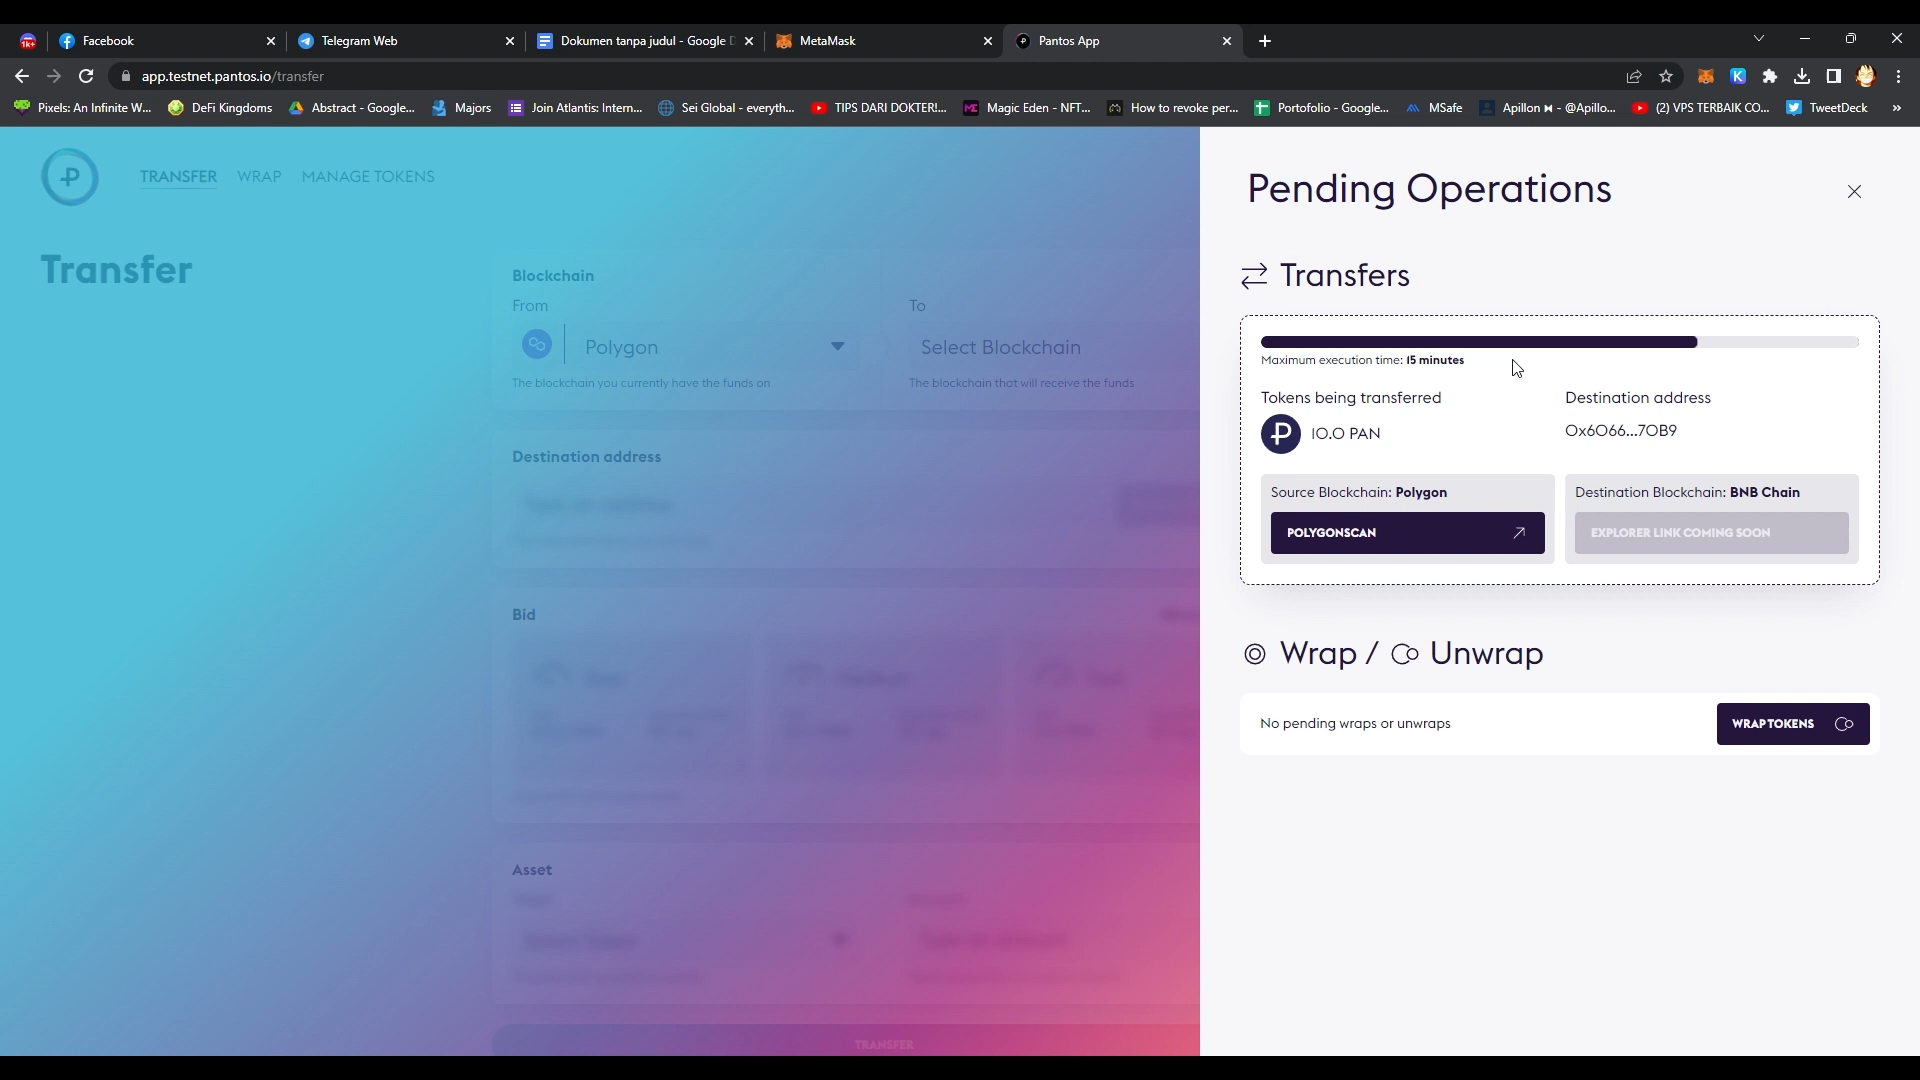 1k+
Facebook
Telegram Web
Dokumen tanpa judul - Google D
MetaMask
Pantos App
app.testnet.pantos.io/transfer
Pixels: An Infinite W...
DeFi Kingdoms
Abstract - Google...
Majors
Join Atlantis: Intern...
Sei Global - everyth...
TIPS DARI DOKTER!...
Magic Eden - NFT...
How to revoke per...
Portofolio - Google...
MSafe
Apillon ⧓ - @Apillo...
(2) VPS TERBAIK CO...
TweetDeck
»
TRANSFER
WRAP
MANAGE TOKENS
Transfer
Blockchain
From
To
Polygon
Select Blockchain
The blockchain you currently have the funds on
The blockchain that will receive the funds
Destination address
Bid
Asset
TRANSFER
Pending Operations
Transfers
Maximum execution time: 15 minutes
Tokens being transferred
Destination address
10.0 PAN
0x6066...70B9
Source Blockchain: Polygon
Destination Blockchain: BNB Chain
POLYGONSCAN
EXPLORER LINK COMING SOON
Wrap / Unwrap
No pending wraps or unwraps
WRAP TOKENS